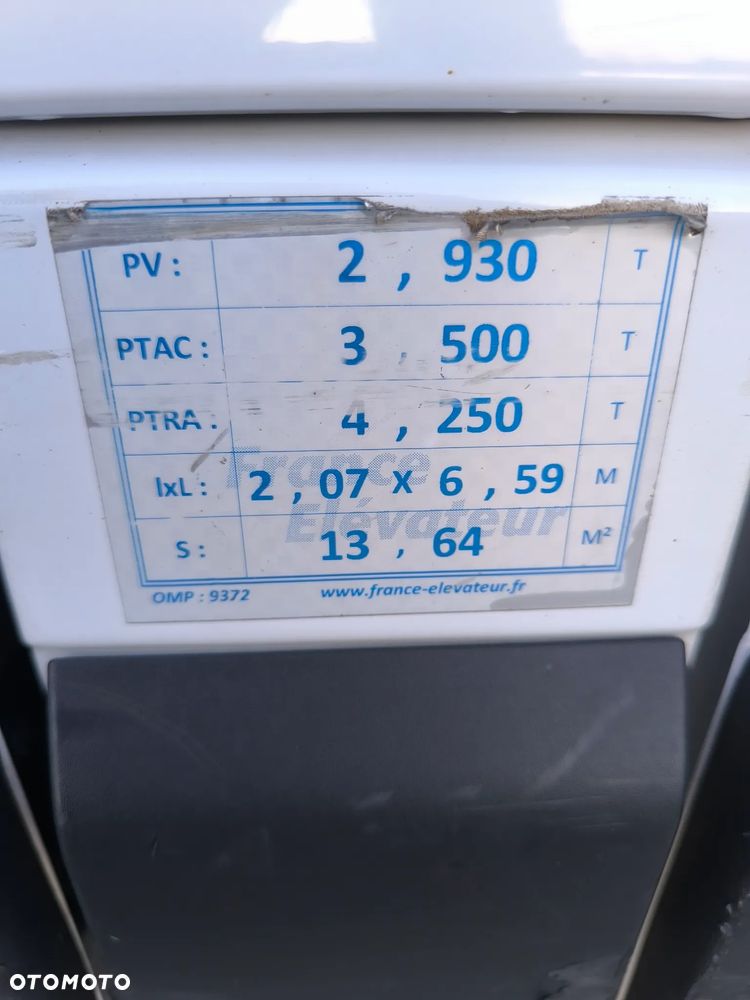 PV : 2 , 930 T
PTAC : 3 , 500 T
PTRA : 4 , 250 T
lxL : 2 , 07 x 6 , 59 M
France
Elévateur
S : 13 , 64 M²
OMP : 9372 www.france-elevateur.fr
OTOMOTO